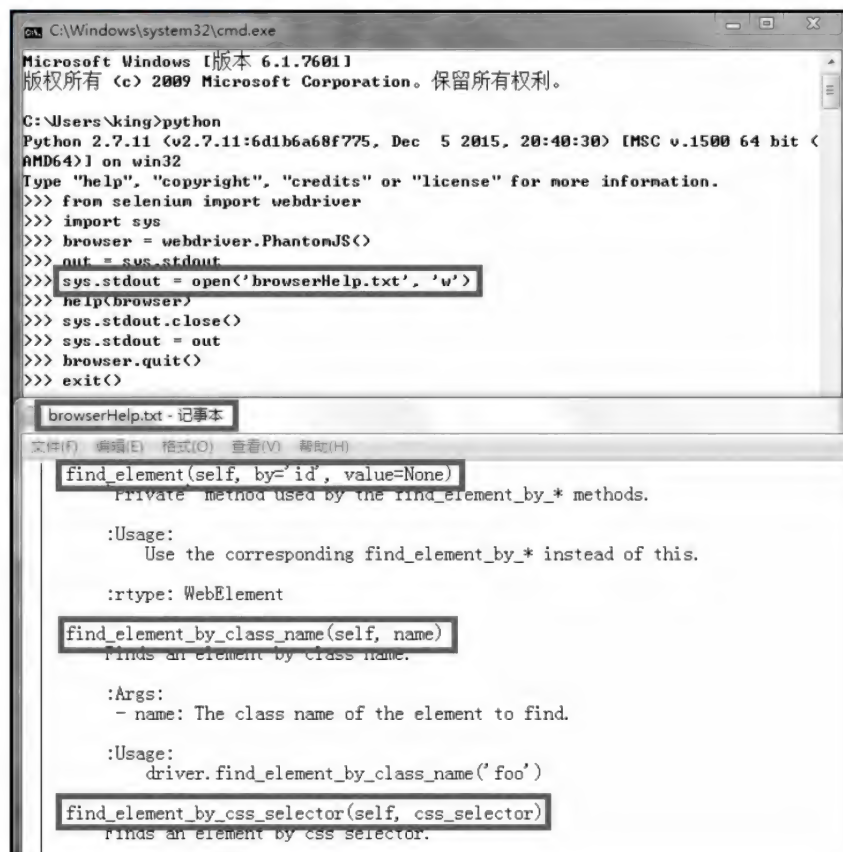 C:\Windows\system32\cmd.exe
Microsoft Windows [版本 6.1.7601]
版权所有 (c) 2009 Microsoft Corporation。保留所有权利。
C:\Users\king>python
Python 2.7.11 (v2.7.11:6d1b6a68f775, Dec  5 2015, 20:40:30) [MSC v.1500 64 bit (
AMD64)] on win32
Type "help", "copyright", "credits" or "license" for more information.
>>> from selenium import webdriver
>>> import sys
>>> browser = webdriver.PhantomJS()
>>> out = sys.stdout
>>> sys.stdout = open('browserHelp.txt', 'w')
>>> help(browser)
>>> sys.stdout.close()
>>> sys.stdout = out
>>> browser.quit()
>>> exit()
browserHelp.txt - 记事本
文件(F) 编辑(E) 格式(O) 查看(V) 帮助(H)
find_element(self, by='id', value=None)
'Private' method used by the find_element_by_* methods.
:Usage:
Use the corresponding find_element_by_* instead of this.
:rtype: WebElement
find_element_by_class_name(self, name)
Finds an element by class name.
:Args:
- name: The class name of the element to find.
:Usage:
driver.find_element_by_class_name('foo')
find_element_by_css_selector(self, css_selector)
Finds an element by css selector.